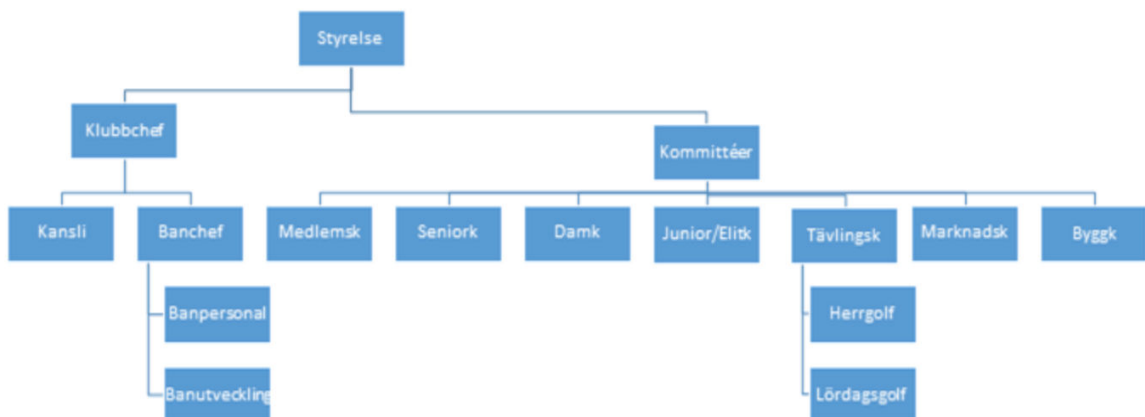 Styrelse
Klubbchef
Kommittéer
Kansli
Banchef
Medlemsk
Seniork
Damk
Junior/Elitk
Tävlingsk
Marknadsk
Byggk
Banpersonal
Herrgolf
Banutveckling
Lördagsgolf